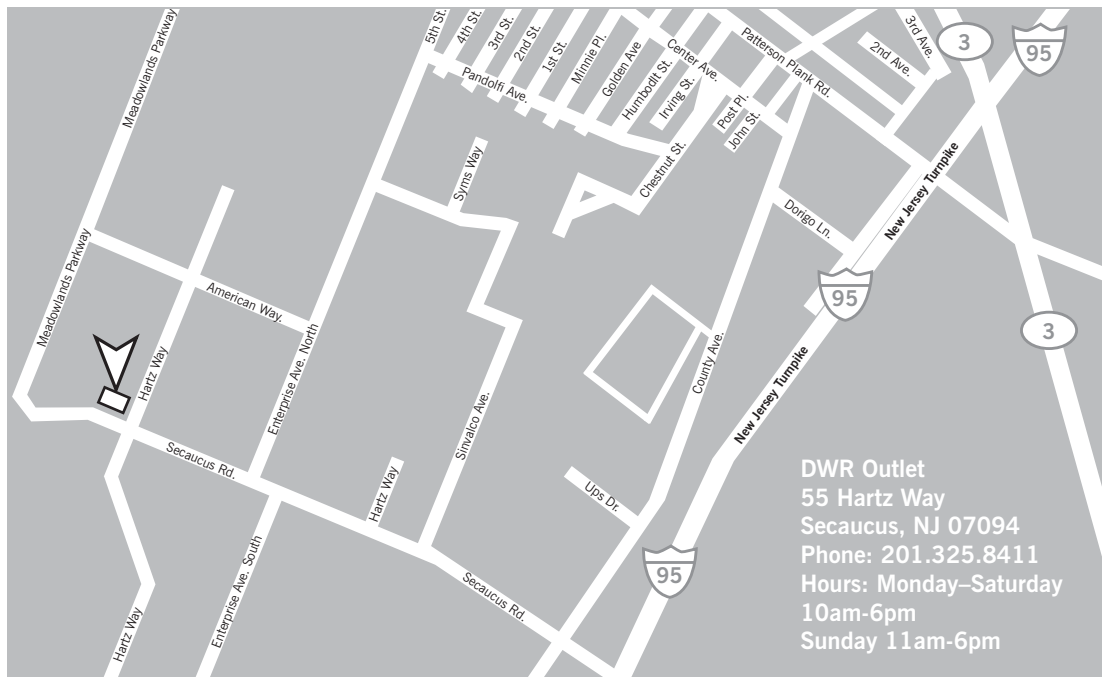 Meadowlands Parkway
5th St.
4th St.
3rd St.
2nd St.
1st St.
Minnie Pl.
Golden Ave
Humbodlt St.
Irving St.
Center Ave.
Post Pl.
John St.
Patterson Plank Rd.
2nd Ave.
3rd Ave.
3
95
Pandolfi Ave.
Syms Way
Chestnut St.
Dorigo Ln.
New Jersey Turnpike
Meadowlands Parkway
American Way.
95
3
Hartz Way
Enterprise Ave. North
County Ave.
New Jersey Turnpike
Sinvalco Ave.
Secaucus Rd.
Hartz Way
Ups Dr.
95
Enterprise Ave. South
Secaucus Rd.
Hartz Way
DWR Outlet
55 Hartz Way
Secaucus, NJ 07094
Phone: 201.325.8411
Hours: Monday–Saturday
10am-6pm
Sunday 11am-6pm